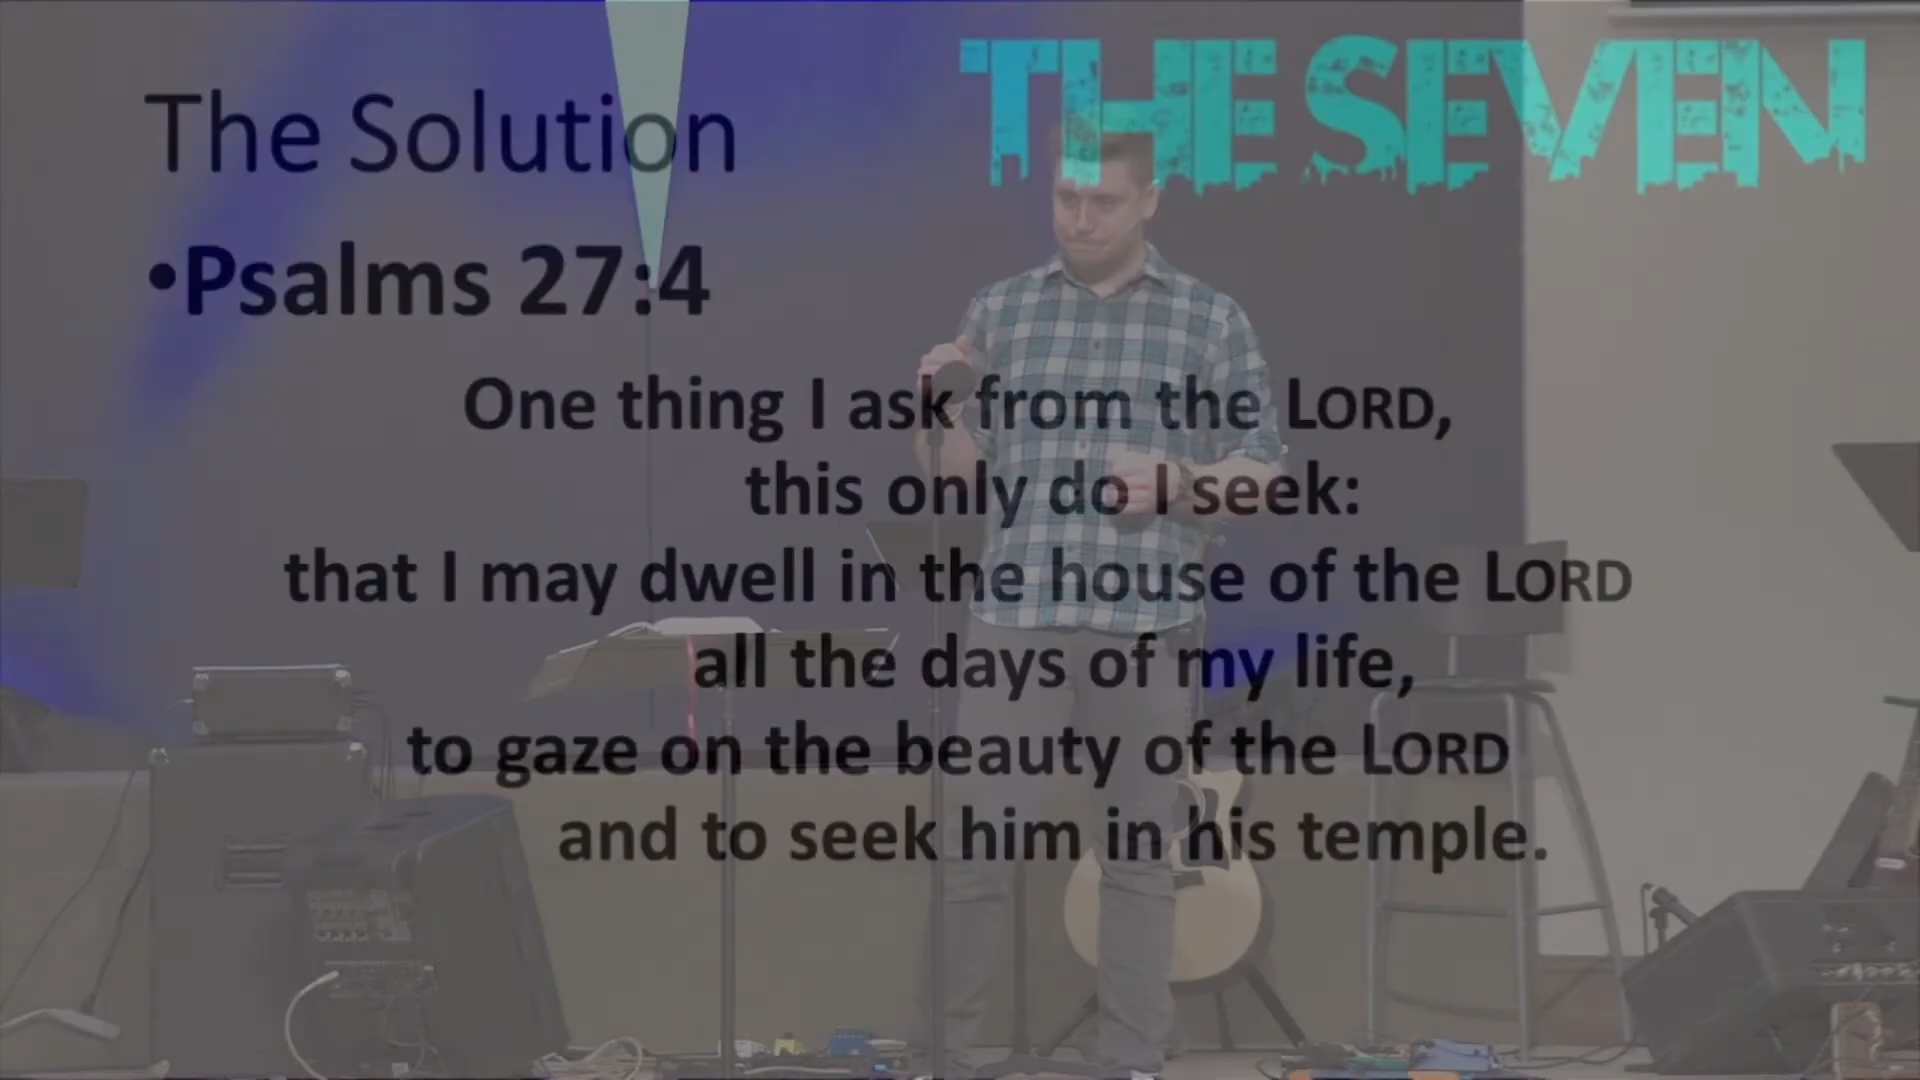 The Solution
THE SEVEN
•Psalms 27:4
One thing I ask from the LORD,
this only do I seek:
that I may dwell in the house of the LORD
all the days of my life,
to gaze on the beauty of the LORD
and to seek him in his temple.